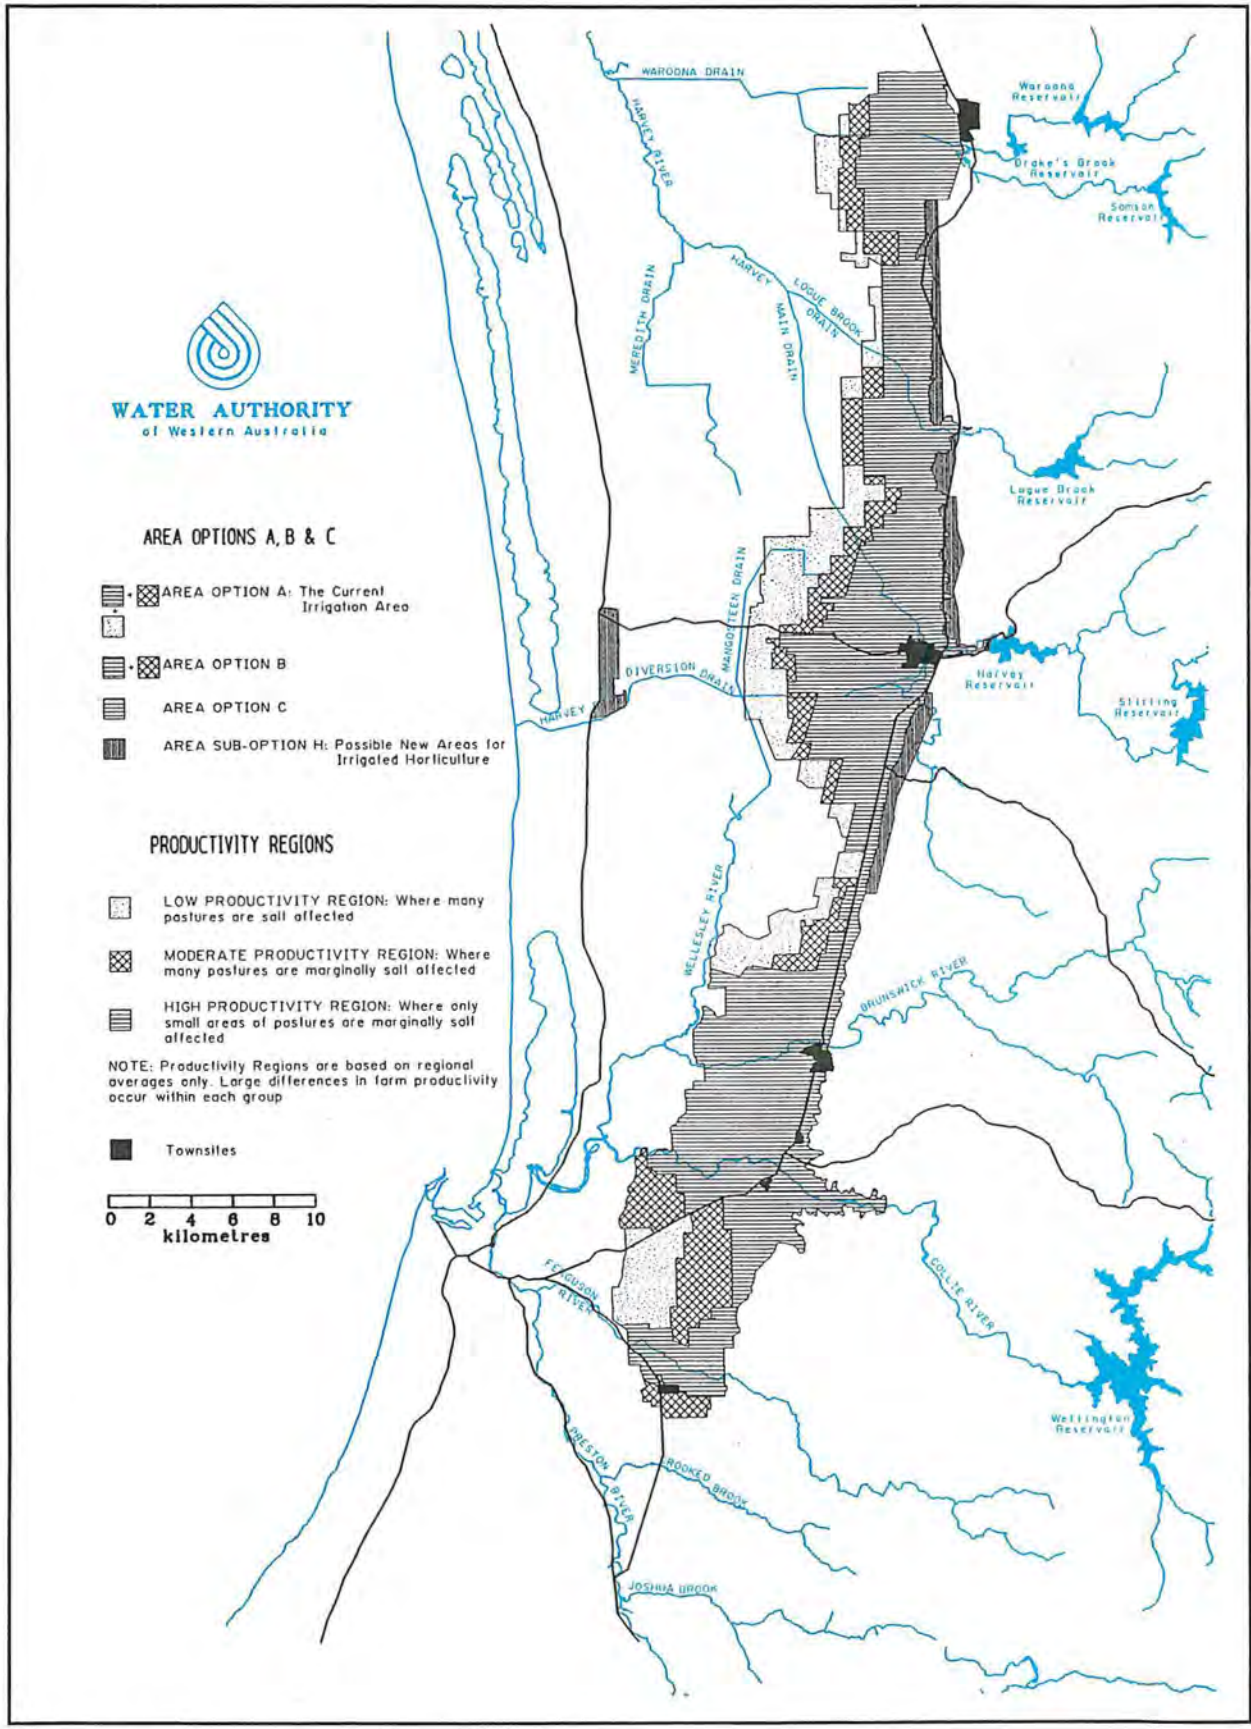 WAROONA DRAIN
Waroona
Reservoir
HARVEY RIVER
Drake's Brook
Reservoir
Samson
Reservoir
HARVEY
MAIN DRAIN
LOGUE BROOK
DRAIN
MEREDITH DRAIN
WATER AUTHORITY
of Western Australia
Logue Brook
Reservoir
AREA OPTIONS A, B & C
AREA OPTION A: The Current
Irrigation Area
AREA OPTION B
AREA OPTION C
AREA SUB-OPTION H: Possible New Areas for
Irrigated Horticulture
MANGOSTEEN DRAIN
HARVEY
DIVERSION DRAIN
Harvey
Reservoir
Stirling
Reservoir
PRODUCTIVITY REGIONS
LOW PRODUCTIVITY REGION: Where many
pastures are salt affected
MODERATE PRODUCTIVITY REGION: Where
many pastures are marginally salt affected
HIGH PRODUCTIVITY REGION: Where only
small areas of pastures are marginally salt
affected
NOTE: Productivity Regions are based on regional
averages only. Large differences in farm productivity
occur within each group
Townsites
0 2 4 6 8 10
kilometres
WELLESLEY RIVER
BRUNSWICK RIVER
FERGUSON
RIVER
COLLIE RIVER
Wellington
Reservoir
PRESTON RIVER
CROOKED BROOK
JOSHUA BROOK